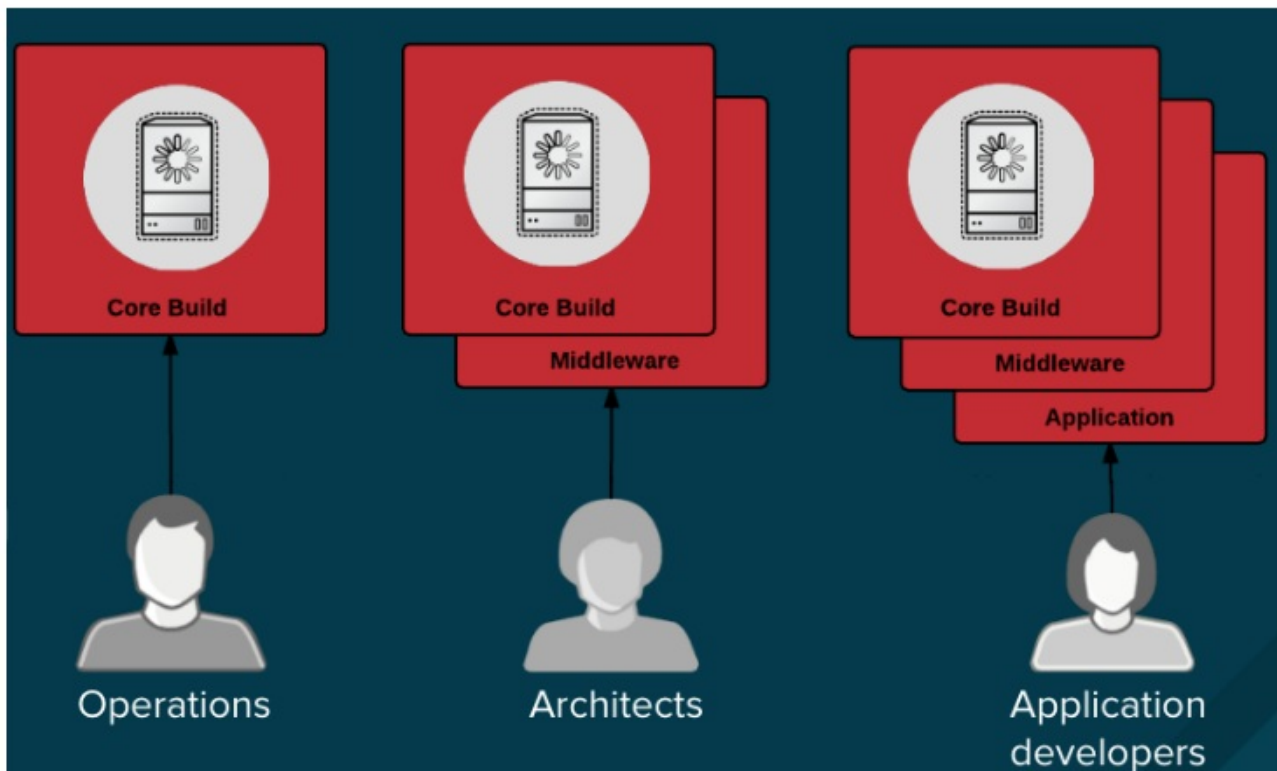 Core Build
Core Build
Middleware
Core Build
Middleware
Application
Operations
Architects
Application
developers